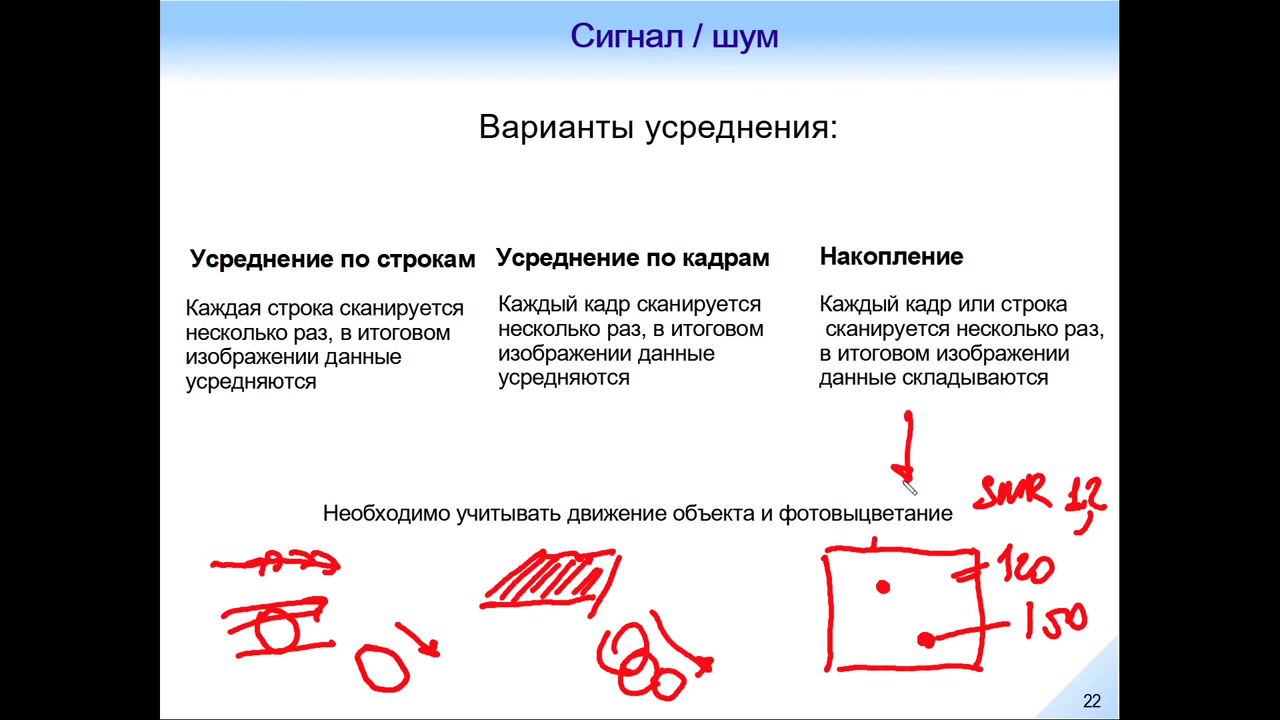 Сигнал / шум
Варианты усреднения:
Усреднение по строкам
Каждая строка сканируется
несколько раз, в итоговом
изображении данные
усредняются
Усреднение по кадрам
Каждый кадр сканируется
несколько раз, в итоговом
изображении данные
усредняются
Накопление
Каждый кадр или строка
сканируется несколько раз,
в итоговом изображении
данные складываются
SNR 1,2
Необходимо учитывать движение объекта и фотовыцветание
120
150
22